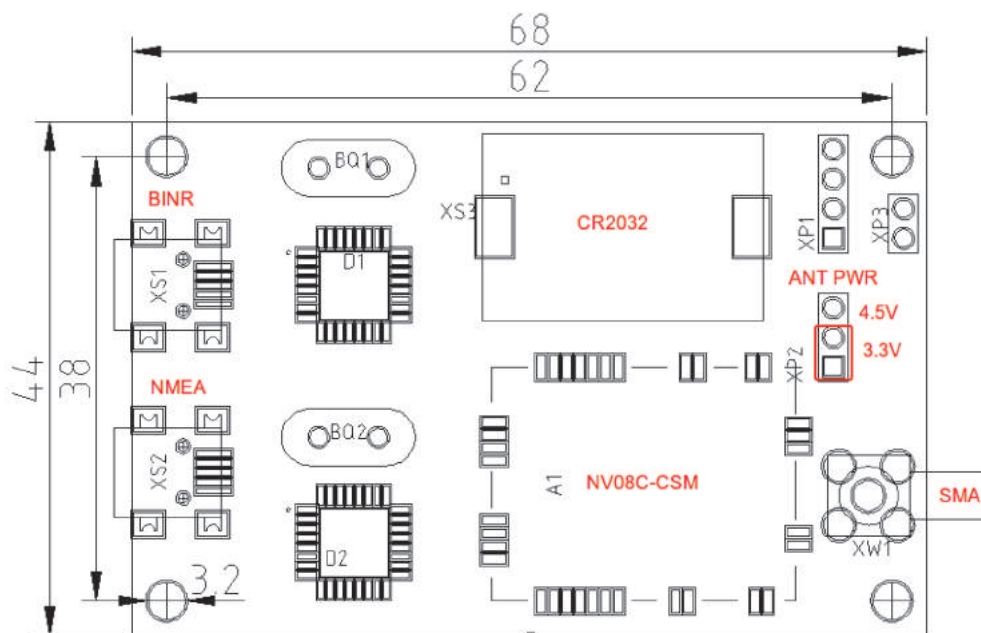 68
62
BQ1
BINR
XS3
CR2032
XP1
XP3
D1
XS1
ANT PWR
4.5V
3.3V
XP2
44
38
NMEA
BQ2
XS2
A1
NV08C-CSM
SMA
D2
XW1
3.2